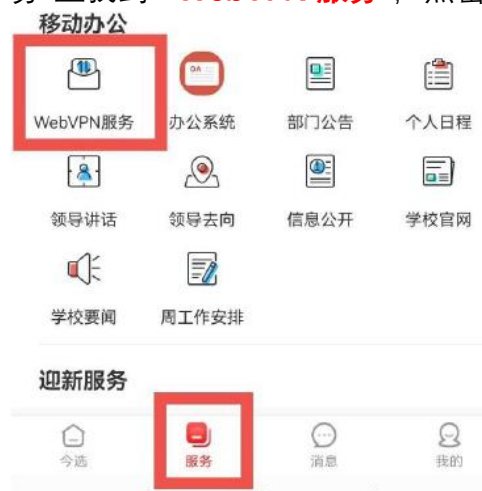 移动办公
WebVPN服务 办公系统 部门公告 个人日程
领导讲话 领导去向 信息公开 学校官网
学校要闻 周工作安排
迎新服务
今选 服务 消息 我的